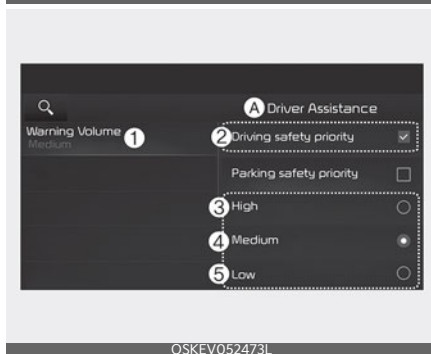 A Driver Assistance
Warning Volume 1
Medium
2 Driving safety priority
Parking safety priority
3 High
4 Medium
5 Low
OSKEV052473L